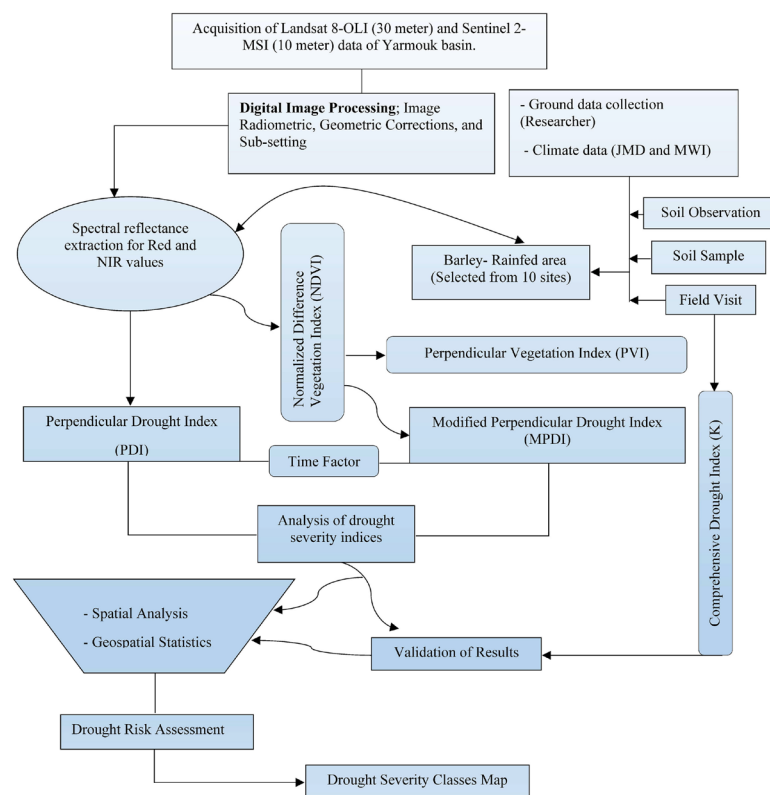 Acquisition of Landsat 8-OLI (30 meter) and Sentinel 2-
MSI (10 meter) data of Yarmouk basin.
Digital Image Processing; Image
Radiometric, Geometric Corrections, and
Sub-setting
- Ground data collection
(Researcher)
- Climate data (JMD and MWI)
Spectral reflectance
extraction for Red and
NIR values
Normalized Difference
Vegetation Index (NDVI)
Barley- Rainfed area
(Selected from 10 sites)
Soil Observation
Soil Sample
Field Visit
Perpendicular Vegetation Index (PVI)
Perpendicular Drought Index
(PDI)
Time Factor
Modified Perpendicular Drought Index
(MPDI)
Comprehensive Drought Index (K)
Analysis of drought
severity indices
- Spatial Analysis
- Geospatial Statistics
Validation of Results
Drought Risk Assessment
Drought Severity Classes Map